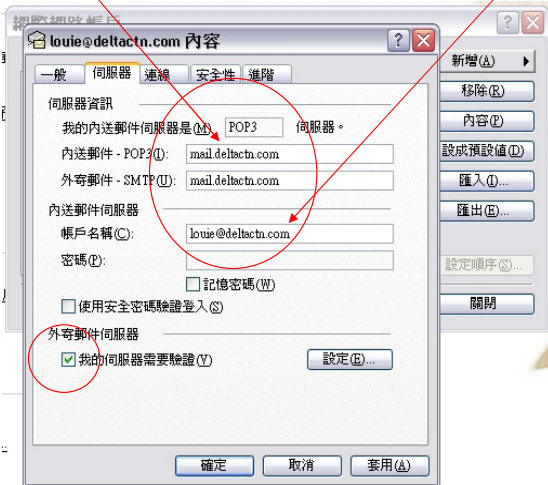 網際網路帳戶
louie@deltactn.com 內容
一般 伺服器 連線 安全性 進階
伺服器資訊
我的內送郵件伺服器是(M) POP3 伺服器。
內送郵件 - POP3(I): mail.deltactn.com
外寄郵件 - SMTP(U): mail.deltactn.com
內送郵件伺服器
帳戶名稱(C): louie@deltactn.com
密碼(P):
記憶密碼(W)
使用安全密碼驗證登入(S)
外寄郵件伺服器
我的伺服器需要驗證(V) 設定(E)...
確定 取消 套用(A)
新增(A)
移除(R)
內容(P)
設成預設值(D)
匯入(I)...
匯出(E)...
設定順序(S)...
關閉